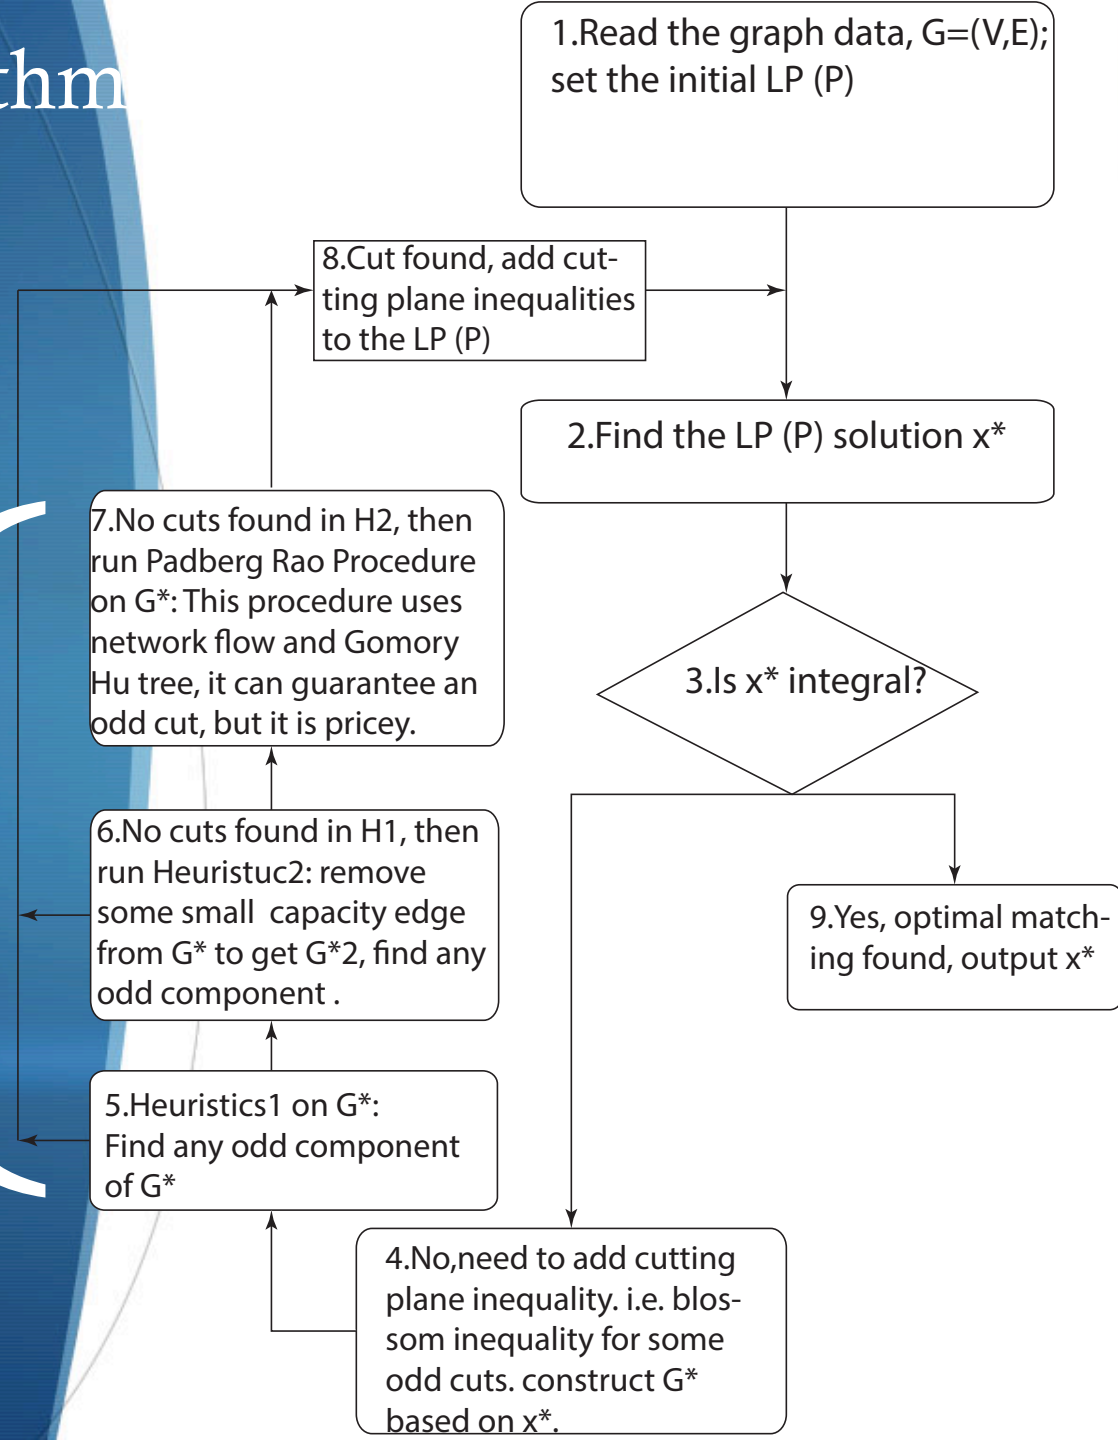 thm
1.Read the graph data, G=(V,E);
set the initial LP (P)
8.Cut found, add cut-
ting plane inequalities
to the LP (P)
2.Find the LP (P) solution x*
7.No cuts found in H2, then
run Padberg Rao Procedure
on G*: This procedure uses
network flow and Gomory
Hu tree, it can guarantee an
odd cut, but it is pricey.
3.Is x* integral?
6.No cuts found in H1, then
run Heuristuc2: remove
some small capacity edge
from G* to get G*2, find any
odd component .
9.Yes, optimal match-
ing found, output x*
5.Heuristics1 on G*:
Find any odd component
of G*
4.No,need to add cutting
plane inequality. i.e. blos-
som inequality for some
odd cuts. construct G*
based on x*.